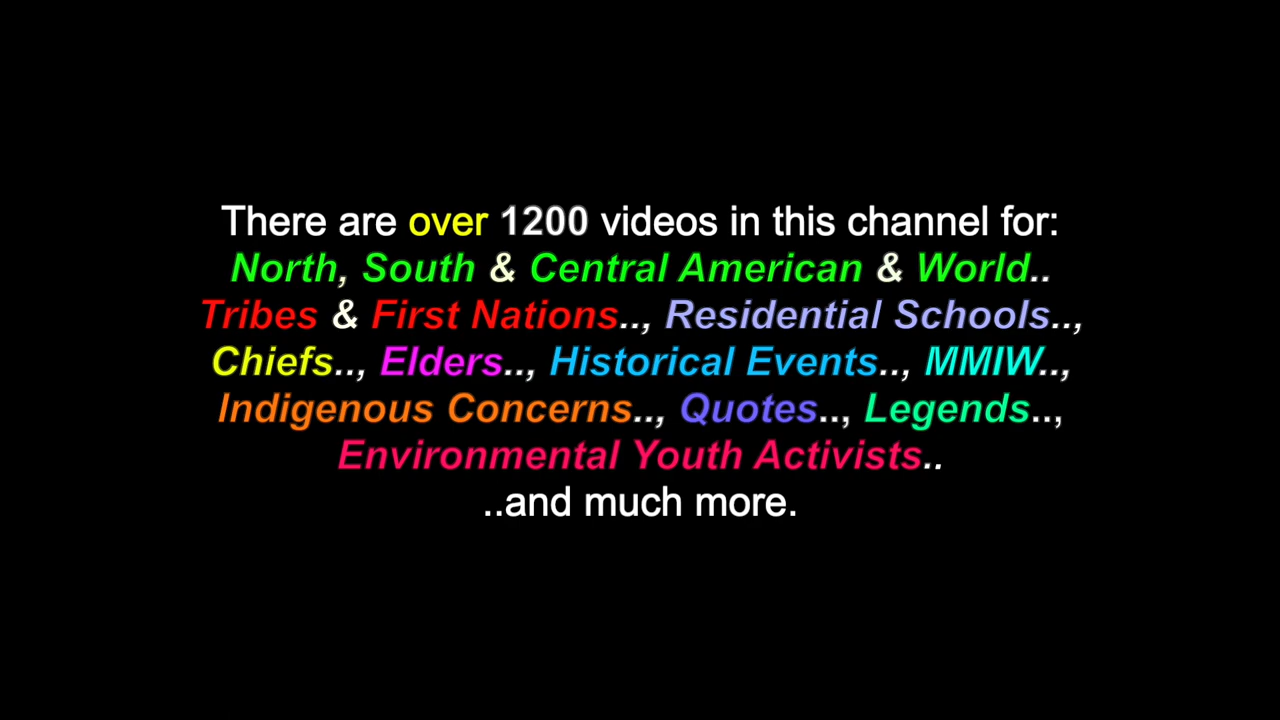 There are over 1200 videos in this channel for:
North, South & Central American & World..
Tribes & First Nations.., Residential Schools..,
Chiefs.., Elders.., Historical Events.., MMIW..,
Indigenous Concerns.., Quotes.., Legends..,
Environmental Youth Activists..
..and much more.